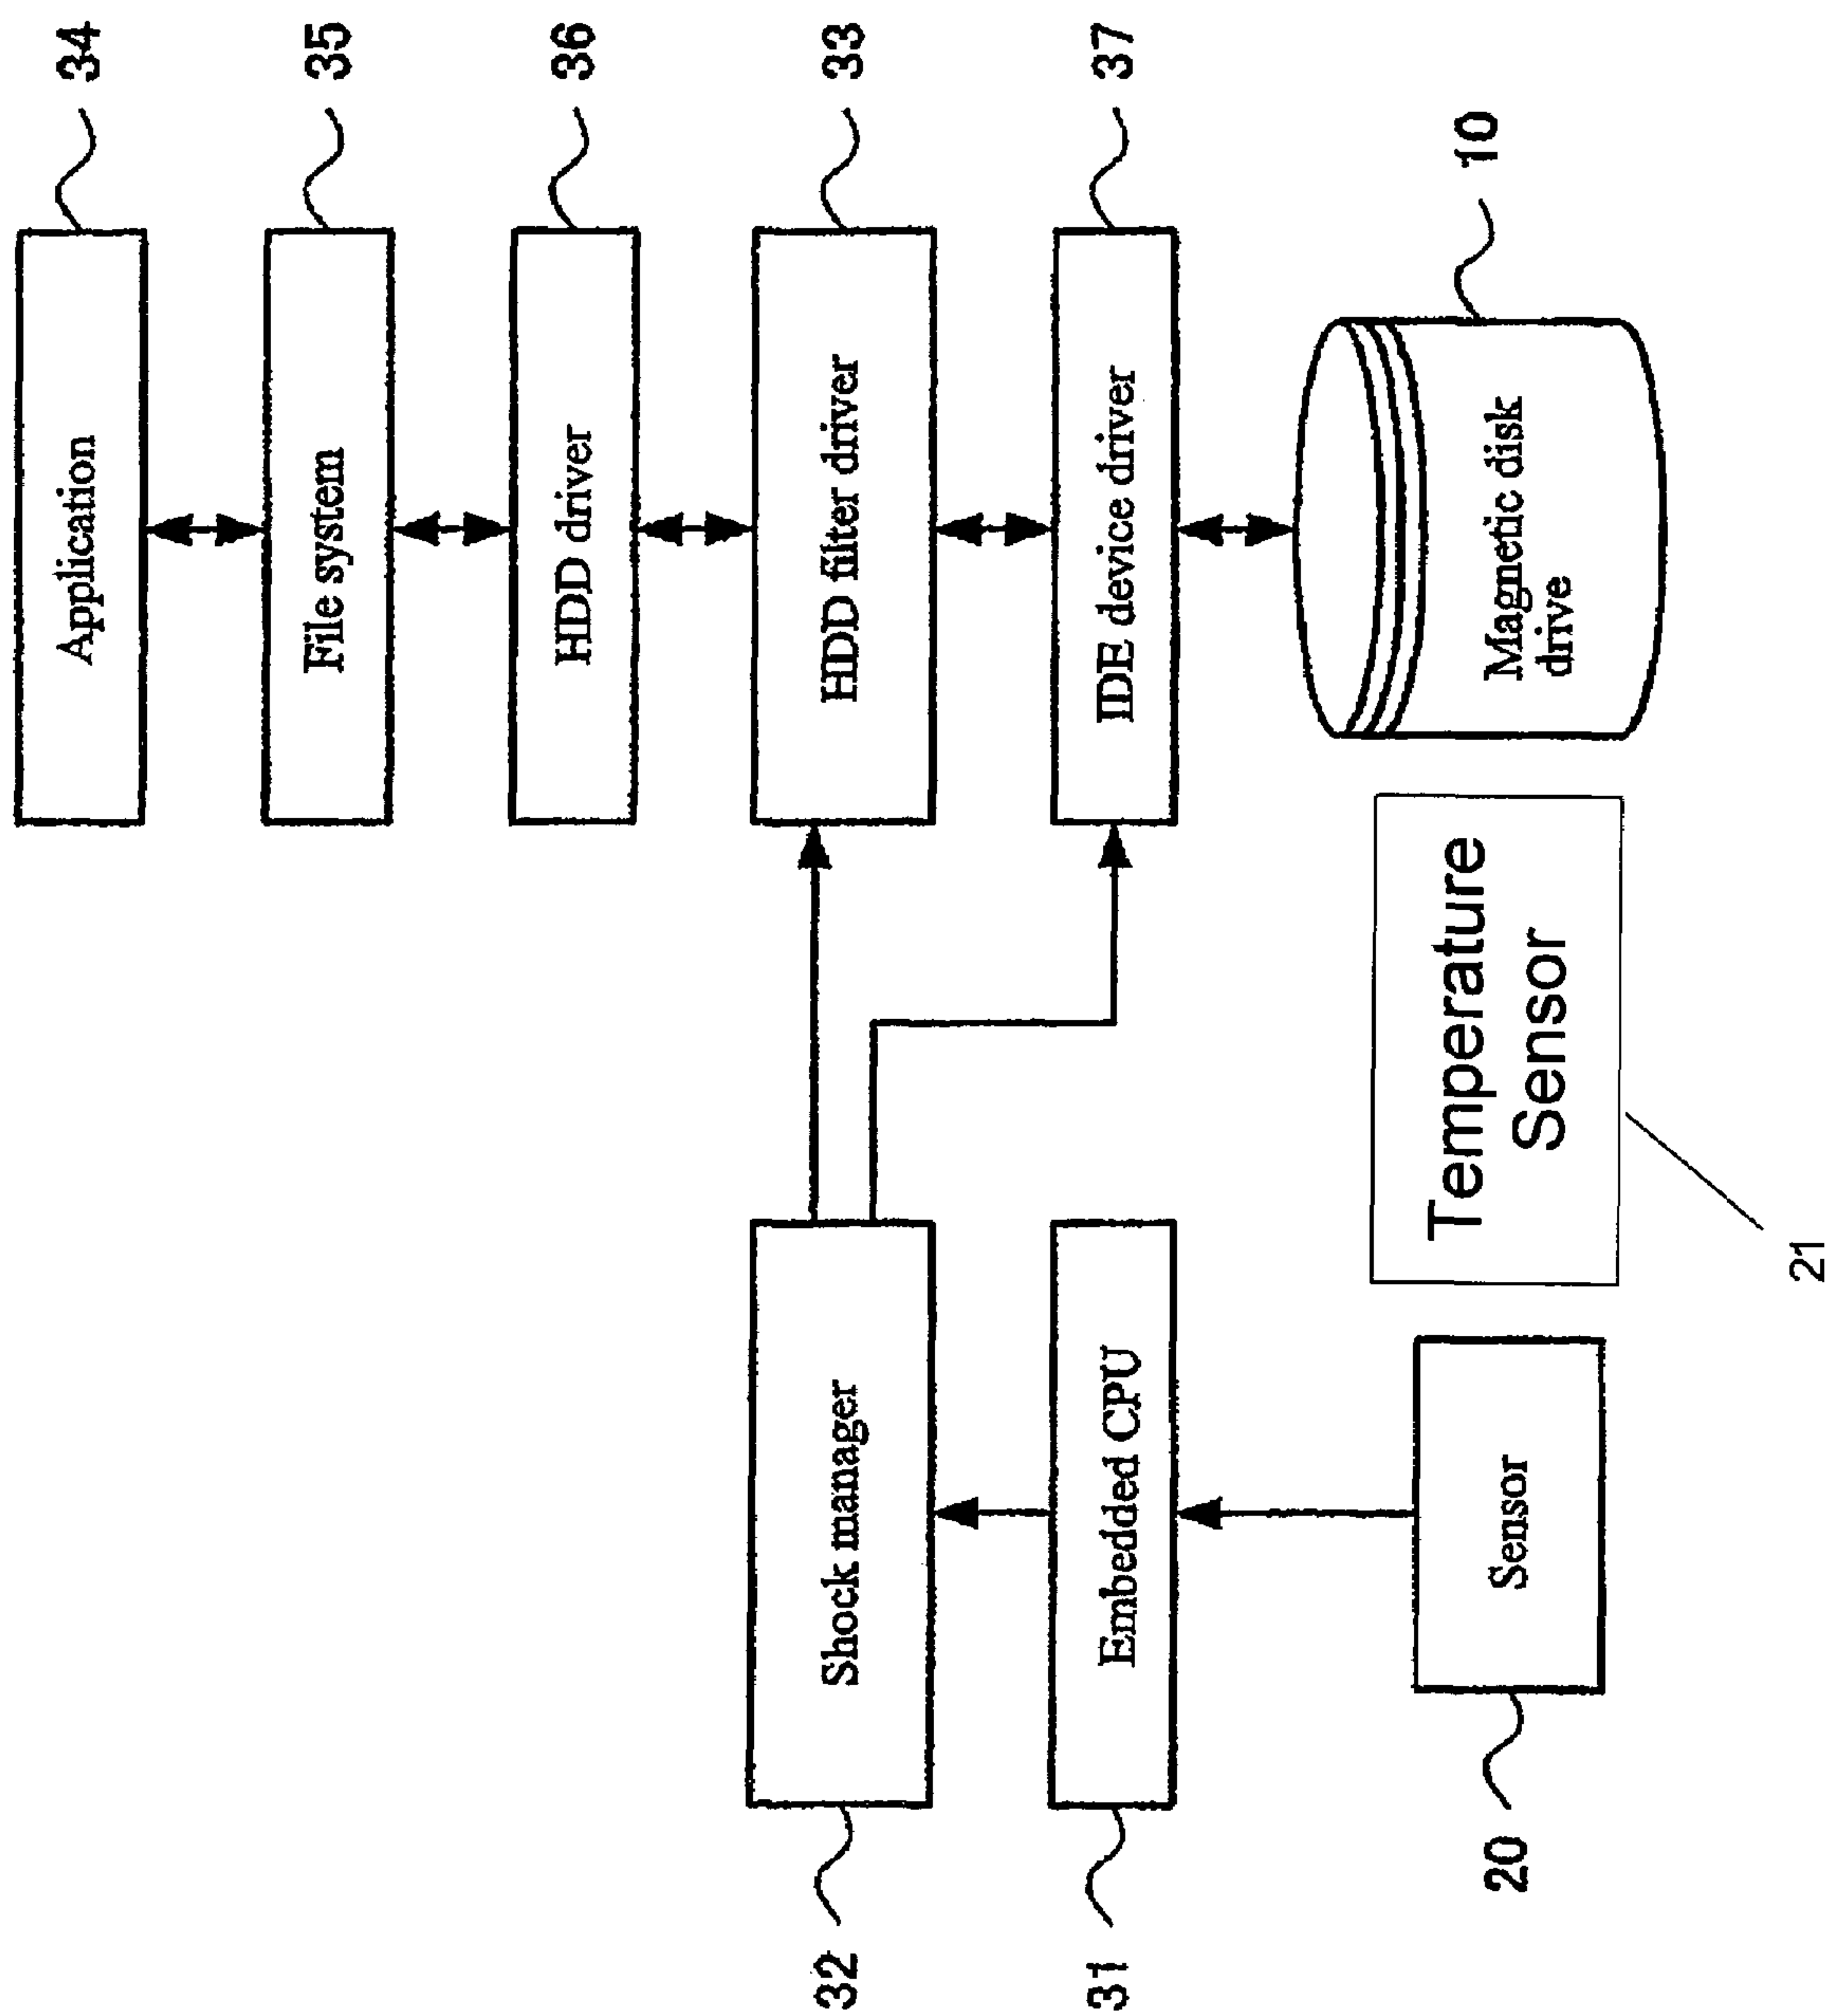 Application
34
File system
35
HDD driver
36
Shock manager
32
HDD filter driver
33
Embedded CPU
31
IDE device driver
37
Sensor
20
Temperature
Sensor
21
Magnetic disk
drive
10